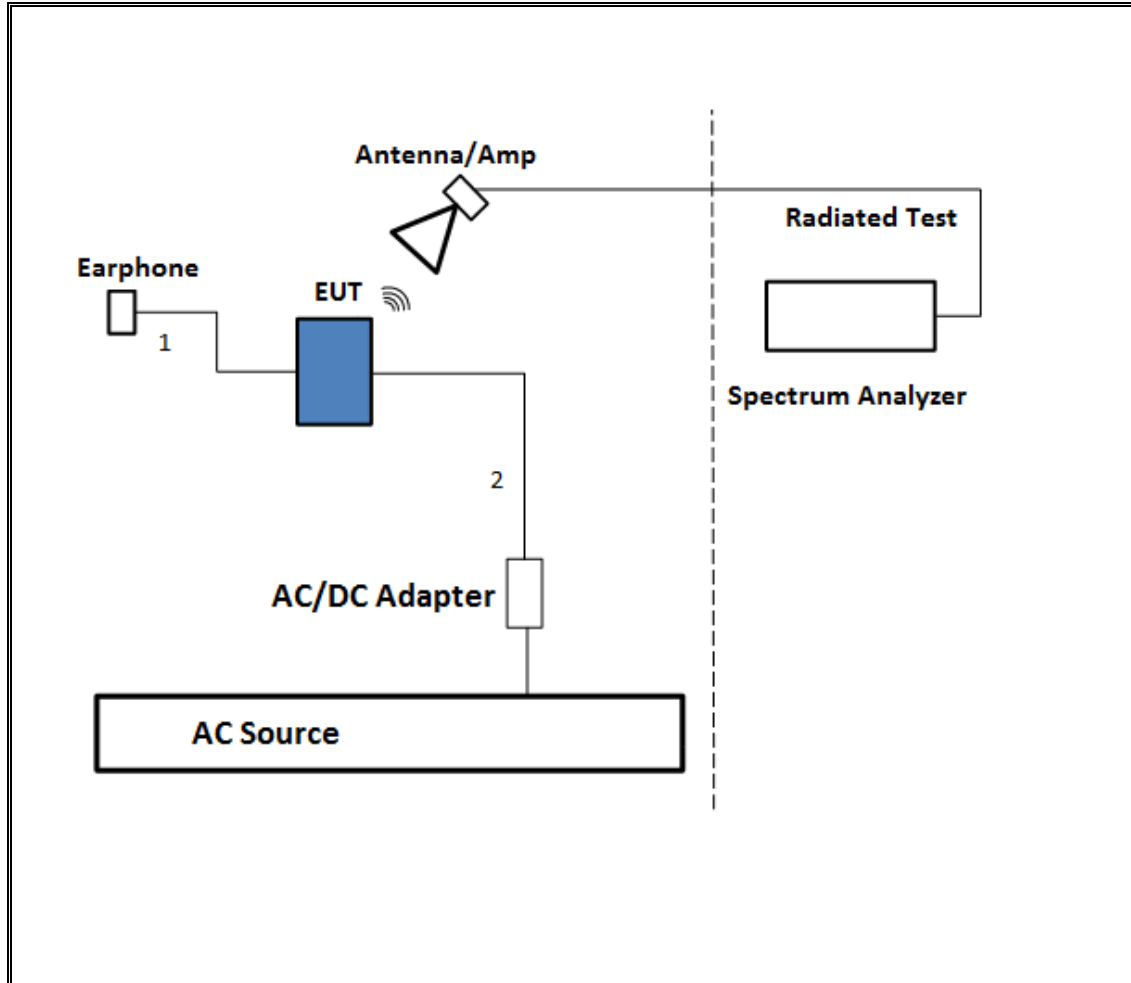 Antenna/Amp
Radiated Test
Earphone
EUT
1
Spectrum Analyzer
2
AC/DC Adapter
AC Source